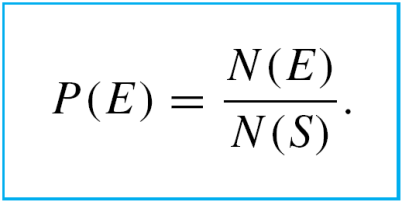 P(E) = N(E)/N(S).